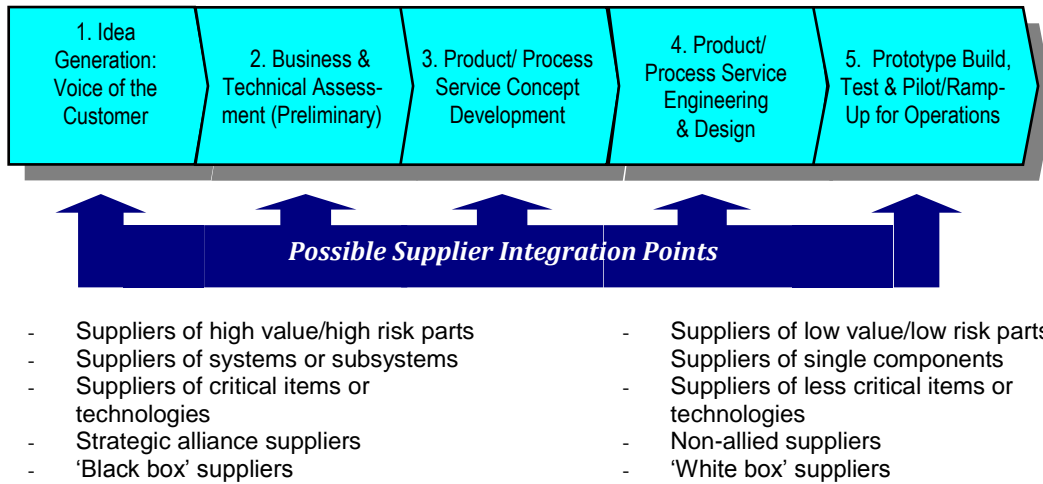 1. Idea
Generation:
Voice of the
Customer
2. Business &
Technical Assess-
ment (Preliminary)
3. Product/ Process
Service Concept
Development
4. Product/
Process Service
Engineering
& Design
5. Prototype Build,
Test & Pilot/Ramp-
Up for Operations
Possible Supplier Integration Points
- Suppliers of high value/high risk parts
- Suppliers of systems or subsystems
- Suppliers of critical items or
technologies
- Strategic alliance suppliers
- ‘Black box’ suppliers
- Suppliers of low value/low risk parts
Suppliers of single components
- Suppliers of less critical items or
technologies
- Non-allied suppliers
- ‘White box’ suppliers